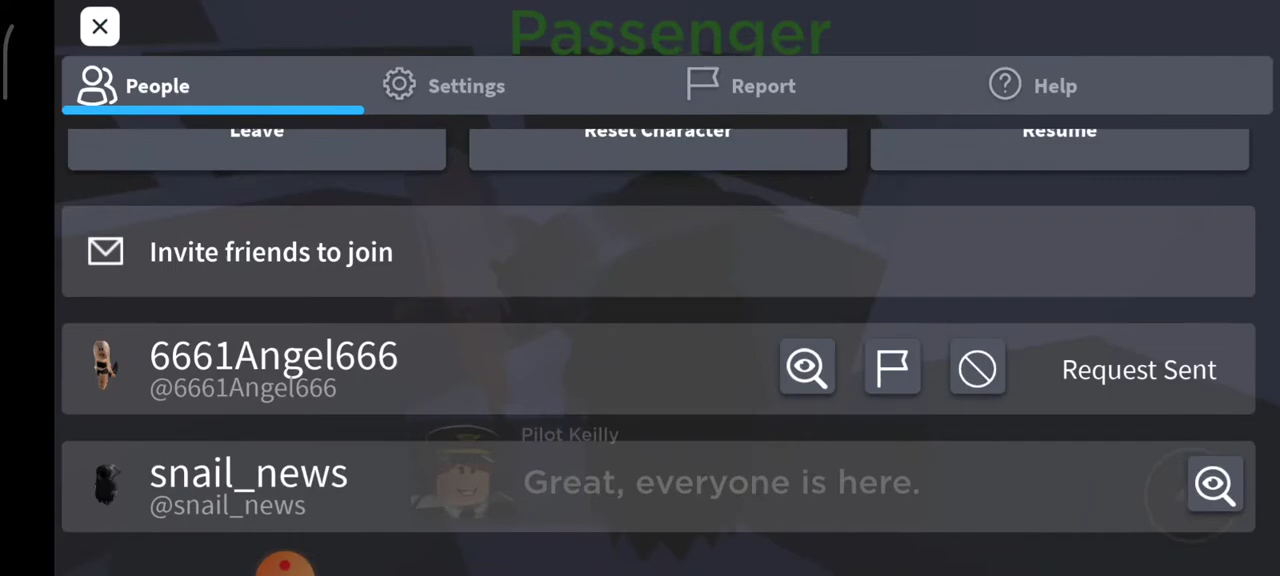 Passenger
People
Settings
Report
Help
Leave
Reset Character
Resume
Invite friends to join
6661Angel666
@6661Angel666
Request Sent
Pilot Keilly
Great, everyone is here.
snail_news
@snail_news